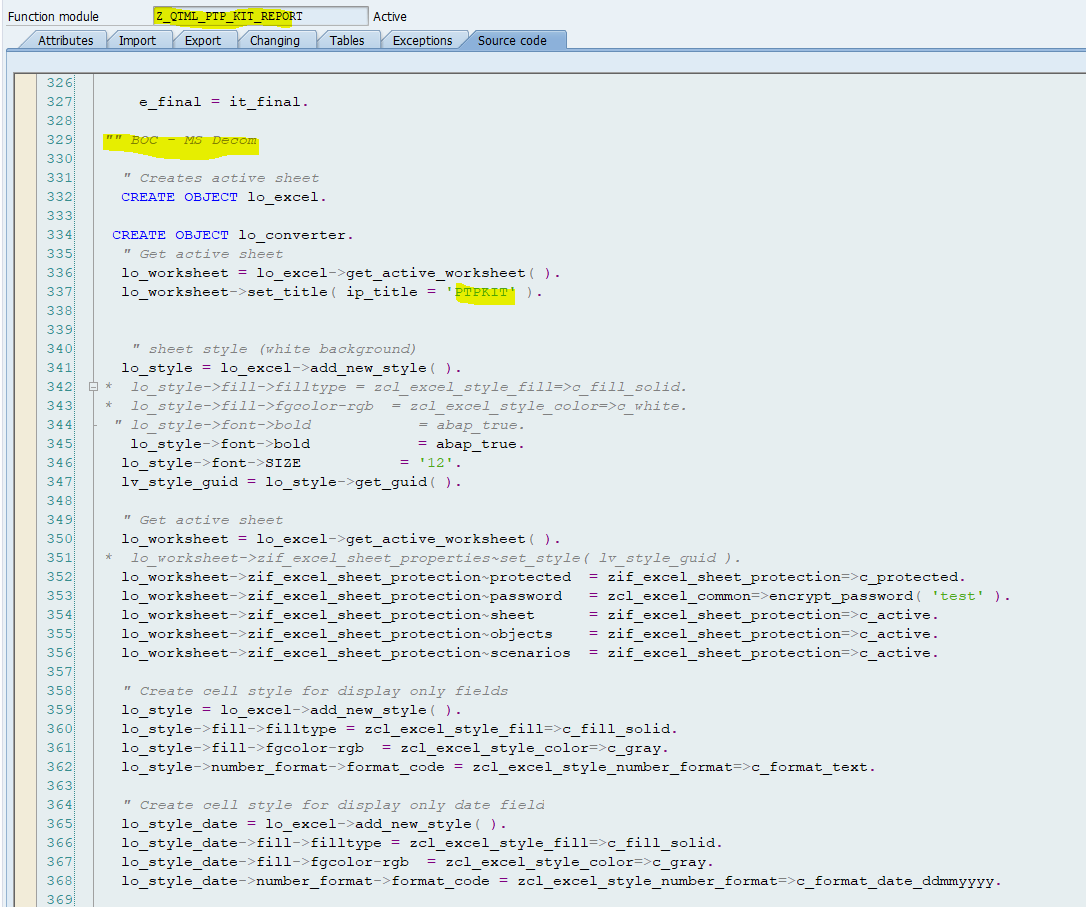 Function module Z_QTML_PTP_KIT_REPORT Active
Attributes Import Export Changing Tables Exceptions Source code
326
327 e_final = it_final.
328
329 "" BOC - MS Decom
330
331 " Creates active sheet
332 CREATE OBJECT lo_excel.
333
334 CREATE OBJECT lo_converter.
335 " Get active sheet
336 lo_worksheet = lo_excel->get_active_worksheet( ).
337 lo_worksheet->set_title( ip_title = 'PTPKIT' ).
338
339
340 " sheet style (white background)
341 lo_style = lo_excel->add_new_style( ).
342 * lo_style->fill->filltype = zcl_excel_style_fill=>c_fill_solid.
343 * lo_style->fill->fgcolor-rgb = zcl_excel_style_color=>c_white.
344 " lo_style->font->bold = abap_true.
345 lo_style->font->bold = abap_true.
346 lo_style->font->SIZE = '12'.
347 lv_style_guid = lo_style->get_guid( ).
348
349 " Get active sheet
350 lo_worksheet = lo_excel->get_active_worksheet( ).
351 * lo_worksheet->zif_excel_sheet_properties~set_style( lv_style_guid ).
352 lo_worksheet->zif_excel_sheet_protection~protected = zif_excel_sheet_protection=>c_protected.
353 lo_worksheet->zif_excel_sheet_protection~password = zcl_excel_common=>encrypt_password( 'test' ).
354 lo_worksheet->zif_excel_sheet_protection~sheet = zif_excel_sheet_protection=>c_active.
355 lo_worksheet->zif_excel_sheet_protection~objects = zif_excel_sheet_protection=>c_active.
356 lo_worksheet->zif_excel_sheet_protection~scenarios = zif_excel_sheet_protection=>c_active.
357
358 " Create cell style for display only fields
359 lo_style = lo_excel->add_new_style( ).
360 lo_style->fill->filltype = zcl_excel_style_fill=>c_fill_solid.
361 lo_style->fill->fgcolor-rgb = zcl_excel_style_color=>c_gray.
362 lo_style->number_format->format_code = zcl_excel_style_number_format=>c_format_text.
363
364 " Create cell style for display only date field
365 lo_style_date = lo_excel->add_new_style( ).
366 lo_style_date->fill->filltype = zcl_excel_style_fill=>c_fill_solid.
367 lo_style_date->fill->fgcolor-rgb = zcl_excel_style_color=>c_gray.
368 lo_style_date->number_format->format_code = zcl_excel_style_number_format=>c_format_date_ddmmyyyy.
369